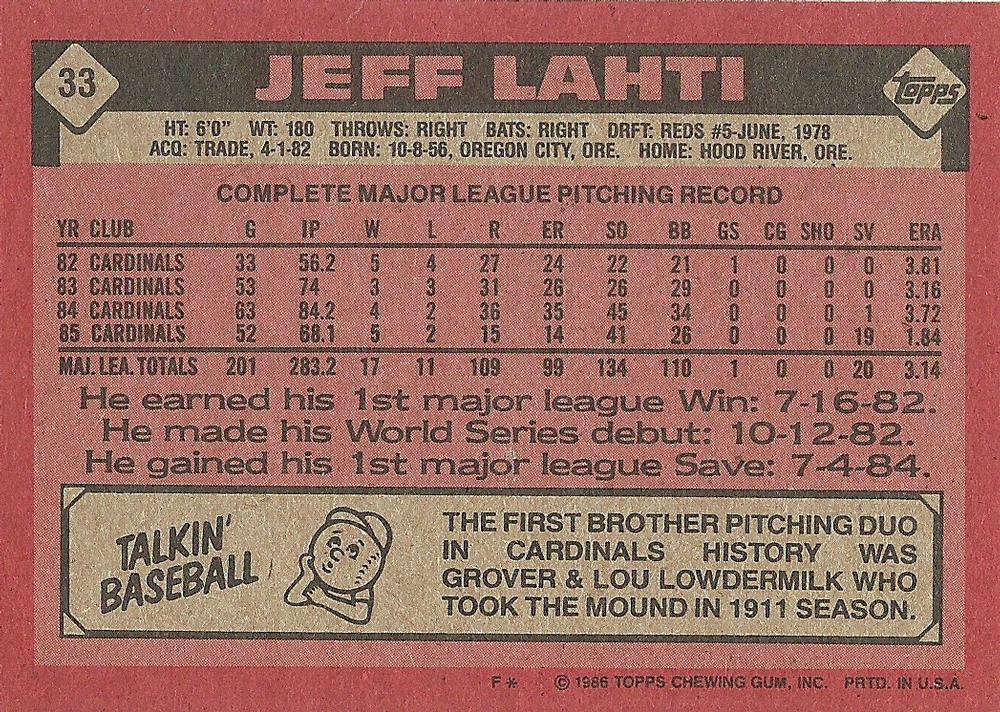 33
JEFF LAHTI
Topps
HT: 6'0" WT: 180 THROWS: RIGHT BATS: RIGHT DRFT: REDS #5-JUNE, 1978
ACQ: TRADE, 4-1-82 BORN: 10-8-56, OREGON CITY, ORE. HOME: HOOD RIVER, ORE.
COMPLETE MAJOR LEAGUE PITCHING RECORD
YR CLUB G IP W L R ER SO BB GS CG SHO SV ERA
82 CARDINALS 33 56.2 5 4 27 24 22 21 1 0 0 0 3.81
83 CARDINALS 53 74 3 3 31 26 26 29 0 0 0 0 3.16
84 CARDINALS 63 84.2 4 2 36 35 45 34 0 0 0 1 3.72
85 CARDINALS 52 68.1 5 2 15 14 41 26 0 0 0 19 1.84
MAJ. LEA. TOTALS 201 283.2 17 11 109 99 134 110 1 0 0 20 3.14
He earned his 1st major league Win: 7-16-82.
He made his World Series debut: 10-12-82.
He gained his 1st major league Save: 7-4-84.
TALKIN'
BASEBALL
THE FIRST BROTHER PITCHING DUO
IN CARDINALS HISTORY WAS
GROVER & LOU LOWDERMILK WHO
TOOK THE MOUND IN 1911 SEASON.
F* © 1986 TOPPS CHEWING GUM, INC. PRTD. IN U.S.A.